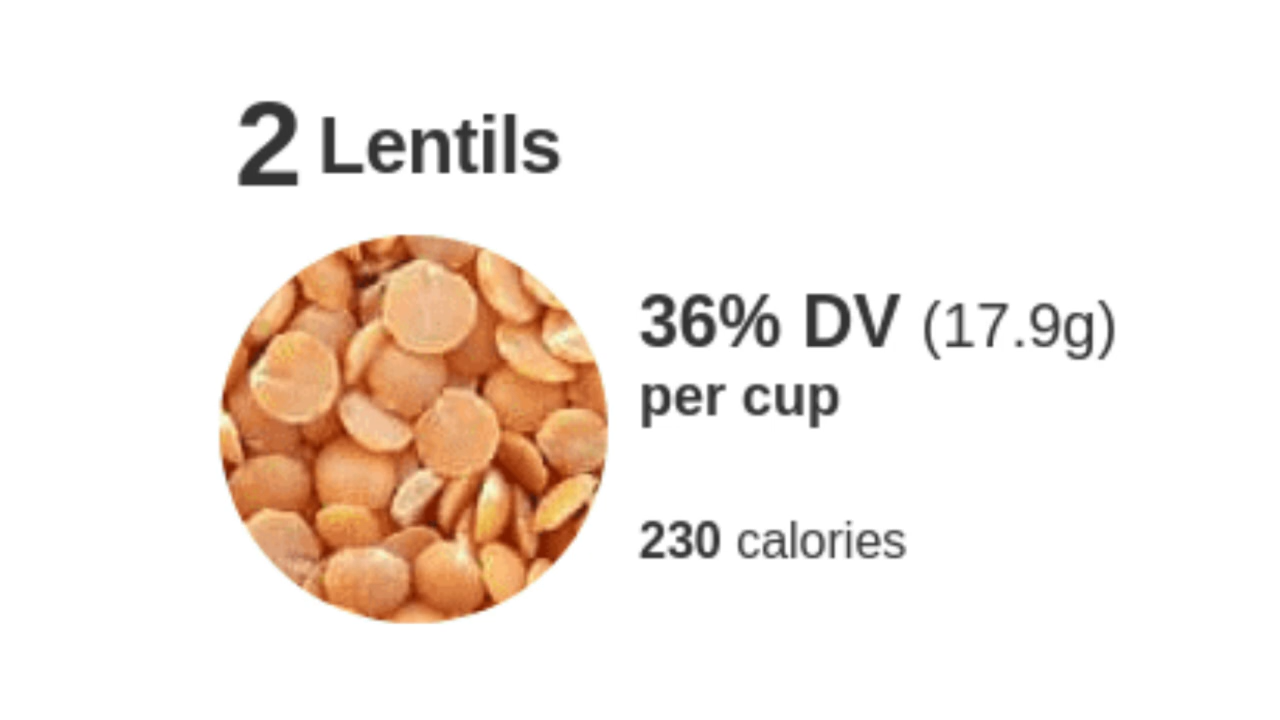 2 Lentils
36% DV (17.9g)
per cup
230 calories